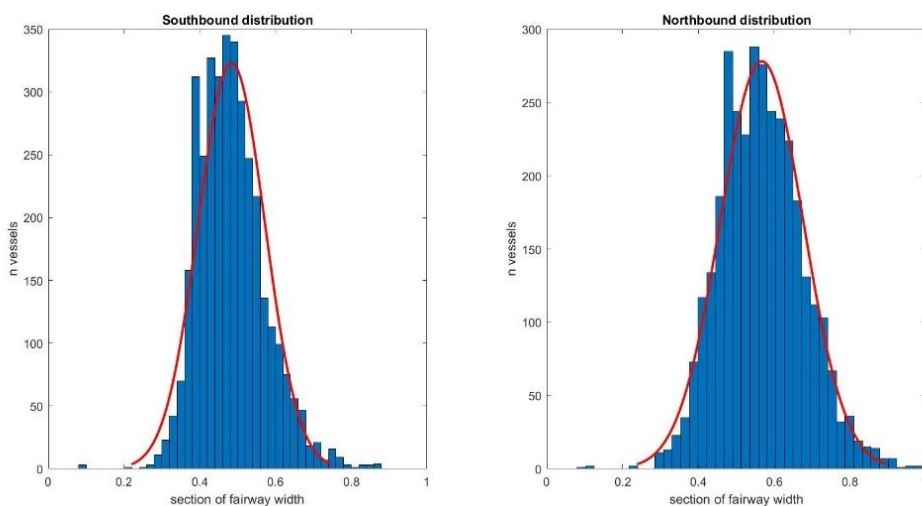 Southbound distribution
350
300
250
200
150
100
50
0
n vessels
0 0.2 0.4 0.6 0.8 1
section of fairway width
Northbound distribution
300
250
200
150
100
50
0
n vessels
0 0.2 0.4 0.6 0.8
section of fairway width